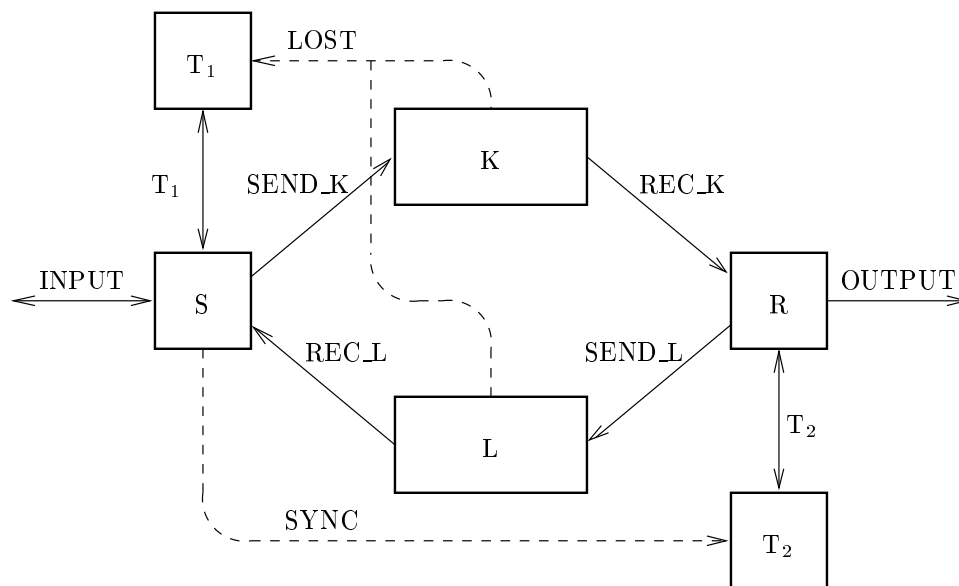 LOST
T₁
K
T₁
SEND_K
REC_K
INPUT
S
R
OUTPUT
REC_L
SEND_L
T₂
L
SYNC
T₂